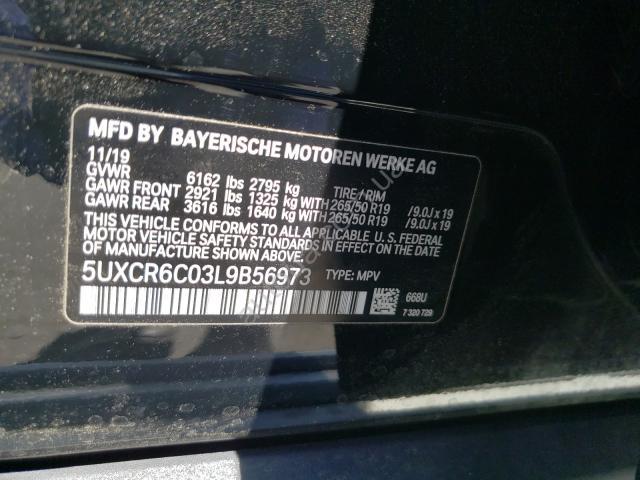 MFD BY BAYERISCHE MOTOREN WERKE AG
11/19
GVWR 6162 lbs 2795 kg TIRE/RIM
GAWR FRONT 2921 lbs 1325 kg WITH 265/50 R19 /9.0J x 19
GAWR REAR 3616 lbs 1640 kg WITH 265/50 R19 /9.0J x 19
THIS VEHICLE CONFORMS TO ALL APPLICABLE U.S. FEDERAL
MOTOR VEHICLE SAFETY STANDARDS IN EFFECT ON THE DATE
OF MANUFACTURE SHOWN ABOVE.
5UXCR6C03L9B56973 TYPE: MPV
668U
7 320 729